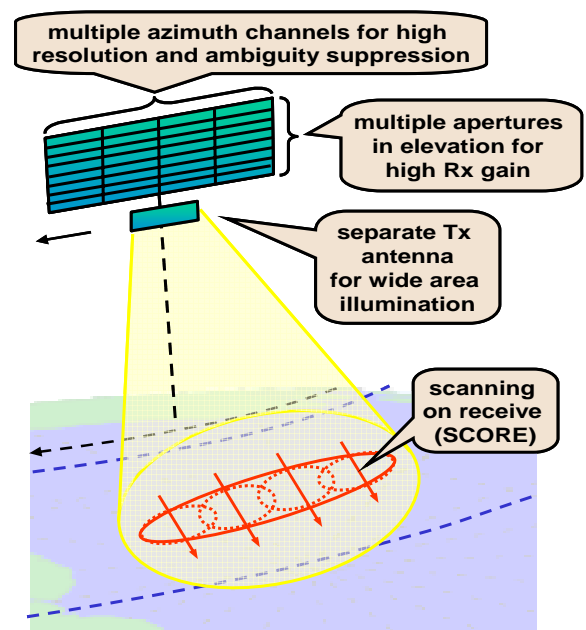 multiple azimuth channels for high
resolution and ambiguity suppression
multiple apertures
in elevation for
high Rx gain
separate Tx
antenna
for wide area
illumination
scanning
on receive
(SCORE)